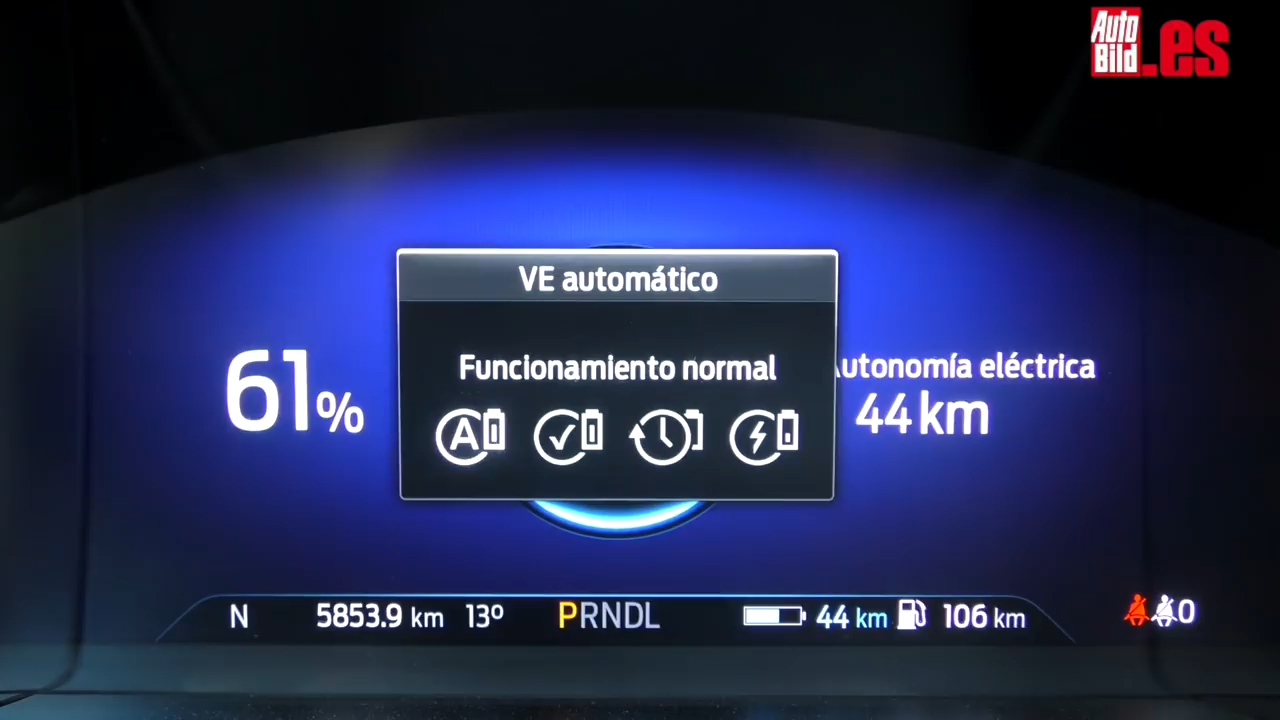 Auto
Bild.es
VE automático
Funcionamiento normal
A
61%
utonomía eléctrica
44 km
N 5853.9 km 13º PRNDL 44 km 106 km 0